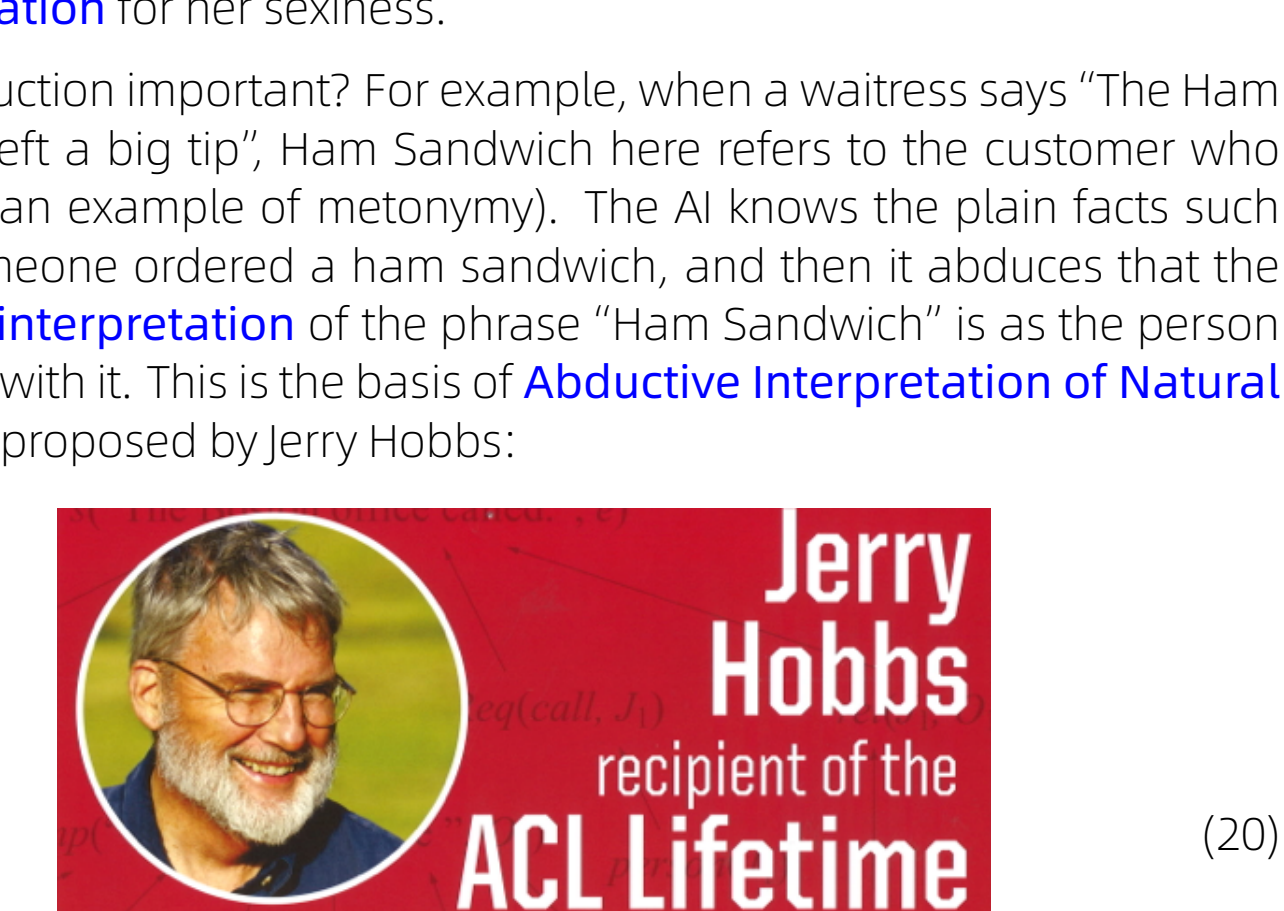 ation for her sexiness.
uction important? For example, when a waitress says “The Ham
eft a big tip”, Ham Sandwich here refers to the customer who
an example of metonymy). The AI knows the plain facts such
meone ordered a ham sandwich, and then it abduces that the
interpretation of the phrase “Ham Sandwich” is as the person
with it. This is the basis of Abductive Interpretation of Natural
proposed by Jerry Hobbs:
Jerry
Hobbs
recipient of the
ACL Lifetime
(20)